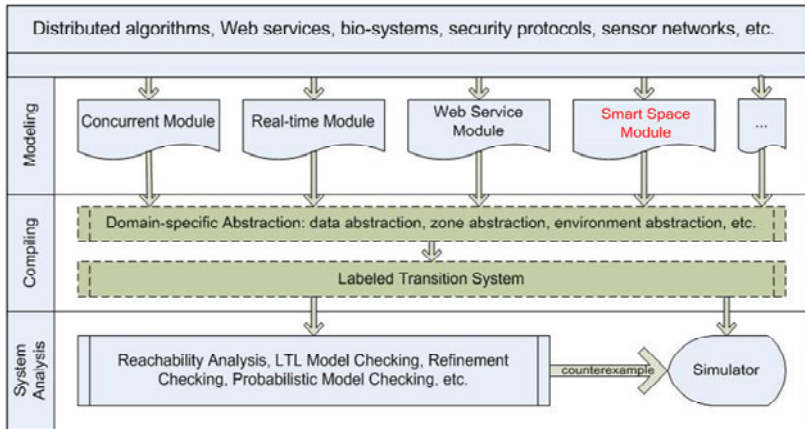 Distributed algorithms, Web services, bio-systems, security protocols, sensor networks, etc.
Modeling
Concurrent Module
Real-time Module
Web Service
Module
Smart Space
Module
...
Compiling
Domain-specific Abstraction: data abstraction, zone abstraction, environment abstraction, etc.
Labeled Transition System
System
Analysis
Reachability Analysis, LTL Model Checking, Refinement
Checking, Probabilistic Model Checking, etc.
counterexample
Simulator